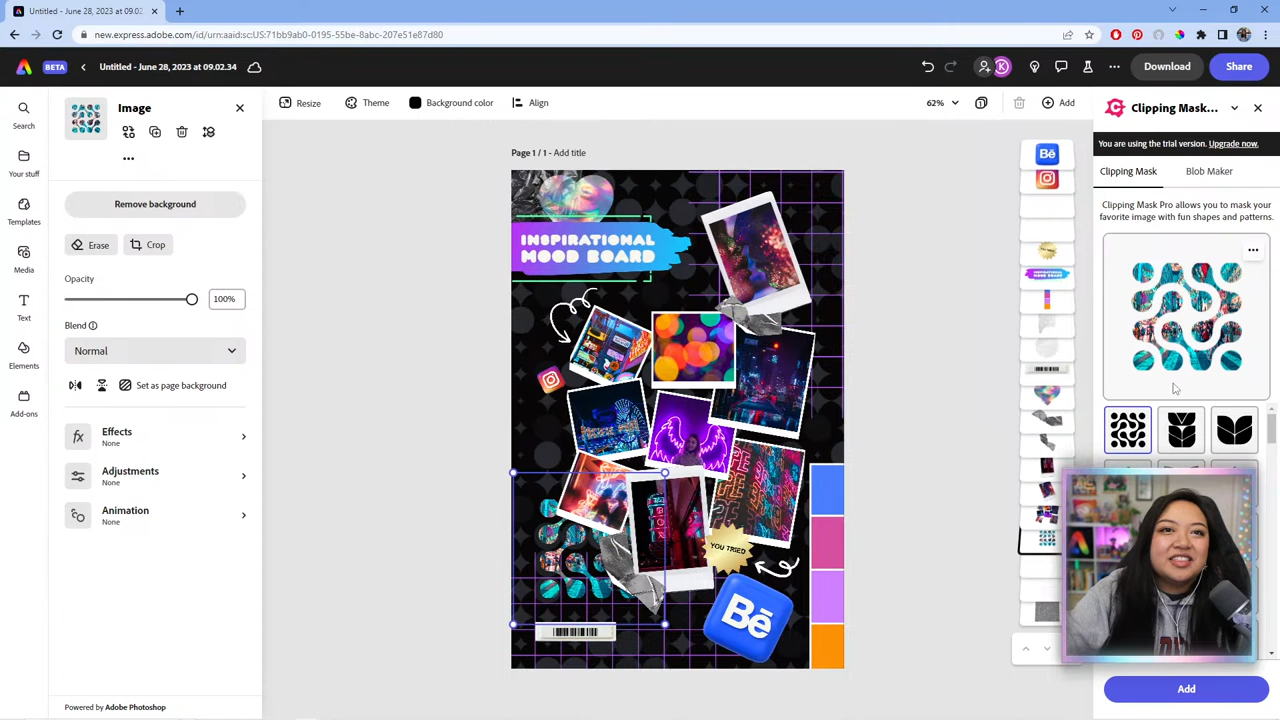 Untitled - June 28, 2023 at 09.02
new.express.adobe.com/id/urn:aaid:sc:US:71bb9ab0-0195-55be-8abc-207e51e87d80
BETA
Untitled - June 28, 2023 at 09.02.34
K
Download
Share
Search
Your stuff
Templates
Media
Text
Elements
Add-ons
Image
Remove background
Erase
Crop
Opacity
100%
Blend
Normal
Set as page background
fx
Effects
None
Adjustments
None
Animation
None
Powered by Adobe Photoshop
Resize
Theme
Background color
Align
62%
1
Add
Page 1 / 1 - Add title
INSPIRATIONAL
MOOD BOARD
YOU TRIED
Bē
Bē
Clipping Mask...
You are using the trial version. Upgrade now.
Clipping Mask
Blob Maker
Clipping Mask Pro allows you to mask your
favorite image with fun shapes and patterns.
Add